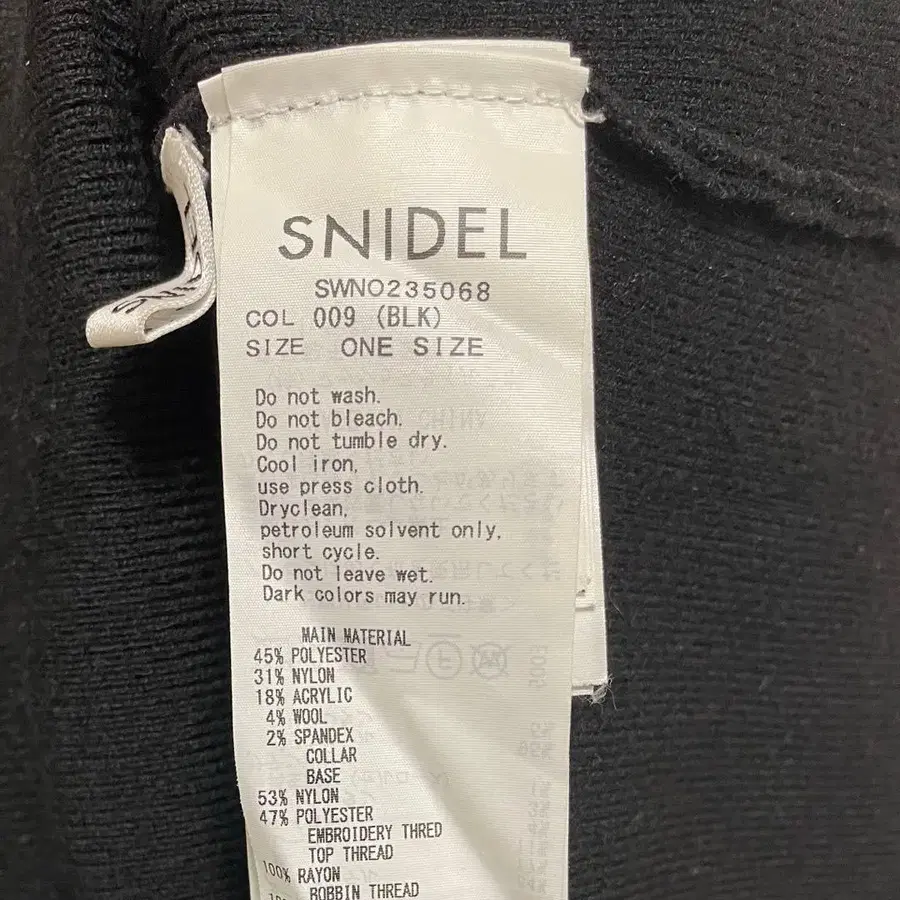 SNIDEL
SWNO235068
COL 009 (BLK)
SIZE ONE SIZE
Do not wash.
Do not bleach.
Do not tumble dry.
Cool iron,
use press cloth.
Dryclean,
petroleum solvent only,
short cycle.
Do not leave wet.
Dark colors may run.
MAIN MATERIAL
45% POLYESTER
31% NYLON
18% ACRYLIC
4% WOOL
2% SPANDEX
COLLAR
BASE
53% NYLON
47% POLYESTER
EMBROIDERY THRED
TOP THREAD
100% RAYON
BOBBIN THREAD